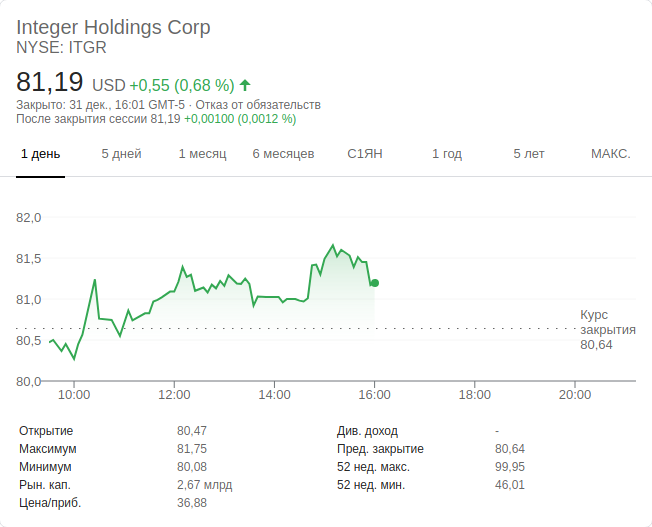 Integer Holdings Corp
NYSE: ITGR
81,19 USD +0,55 (0,68 %)
Закрыто: 31 дек., 16:01 GMT-5 · Отказ от обязательств
После закрытия сессии 81,19 +0,00100 (0,0012 %)
1 день 5 дней 1 месяц 6 месяцев С1ЯН 1 год 5 лет МАКС.
82,0
81,5
81,0
80,5
80,0
Курс
закрытия
80,64
10:00 12:00 14:00 16:00 18:00 20:00
Открытие 80,47 Див. доход -
Максимум 81,75 Пред. закрытие 80,64
Минимум 80,08 52 нед. макс. 99,95
Рын. кап. 2,67 млрд 52 нед. мин. 46,01
Цена/приб. 36,88